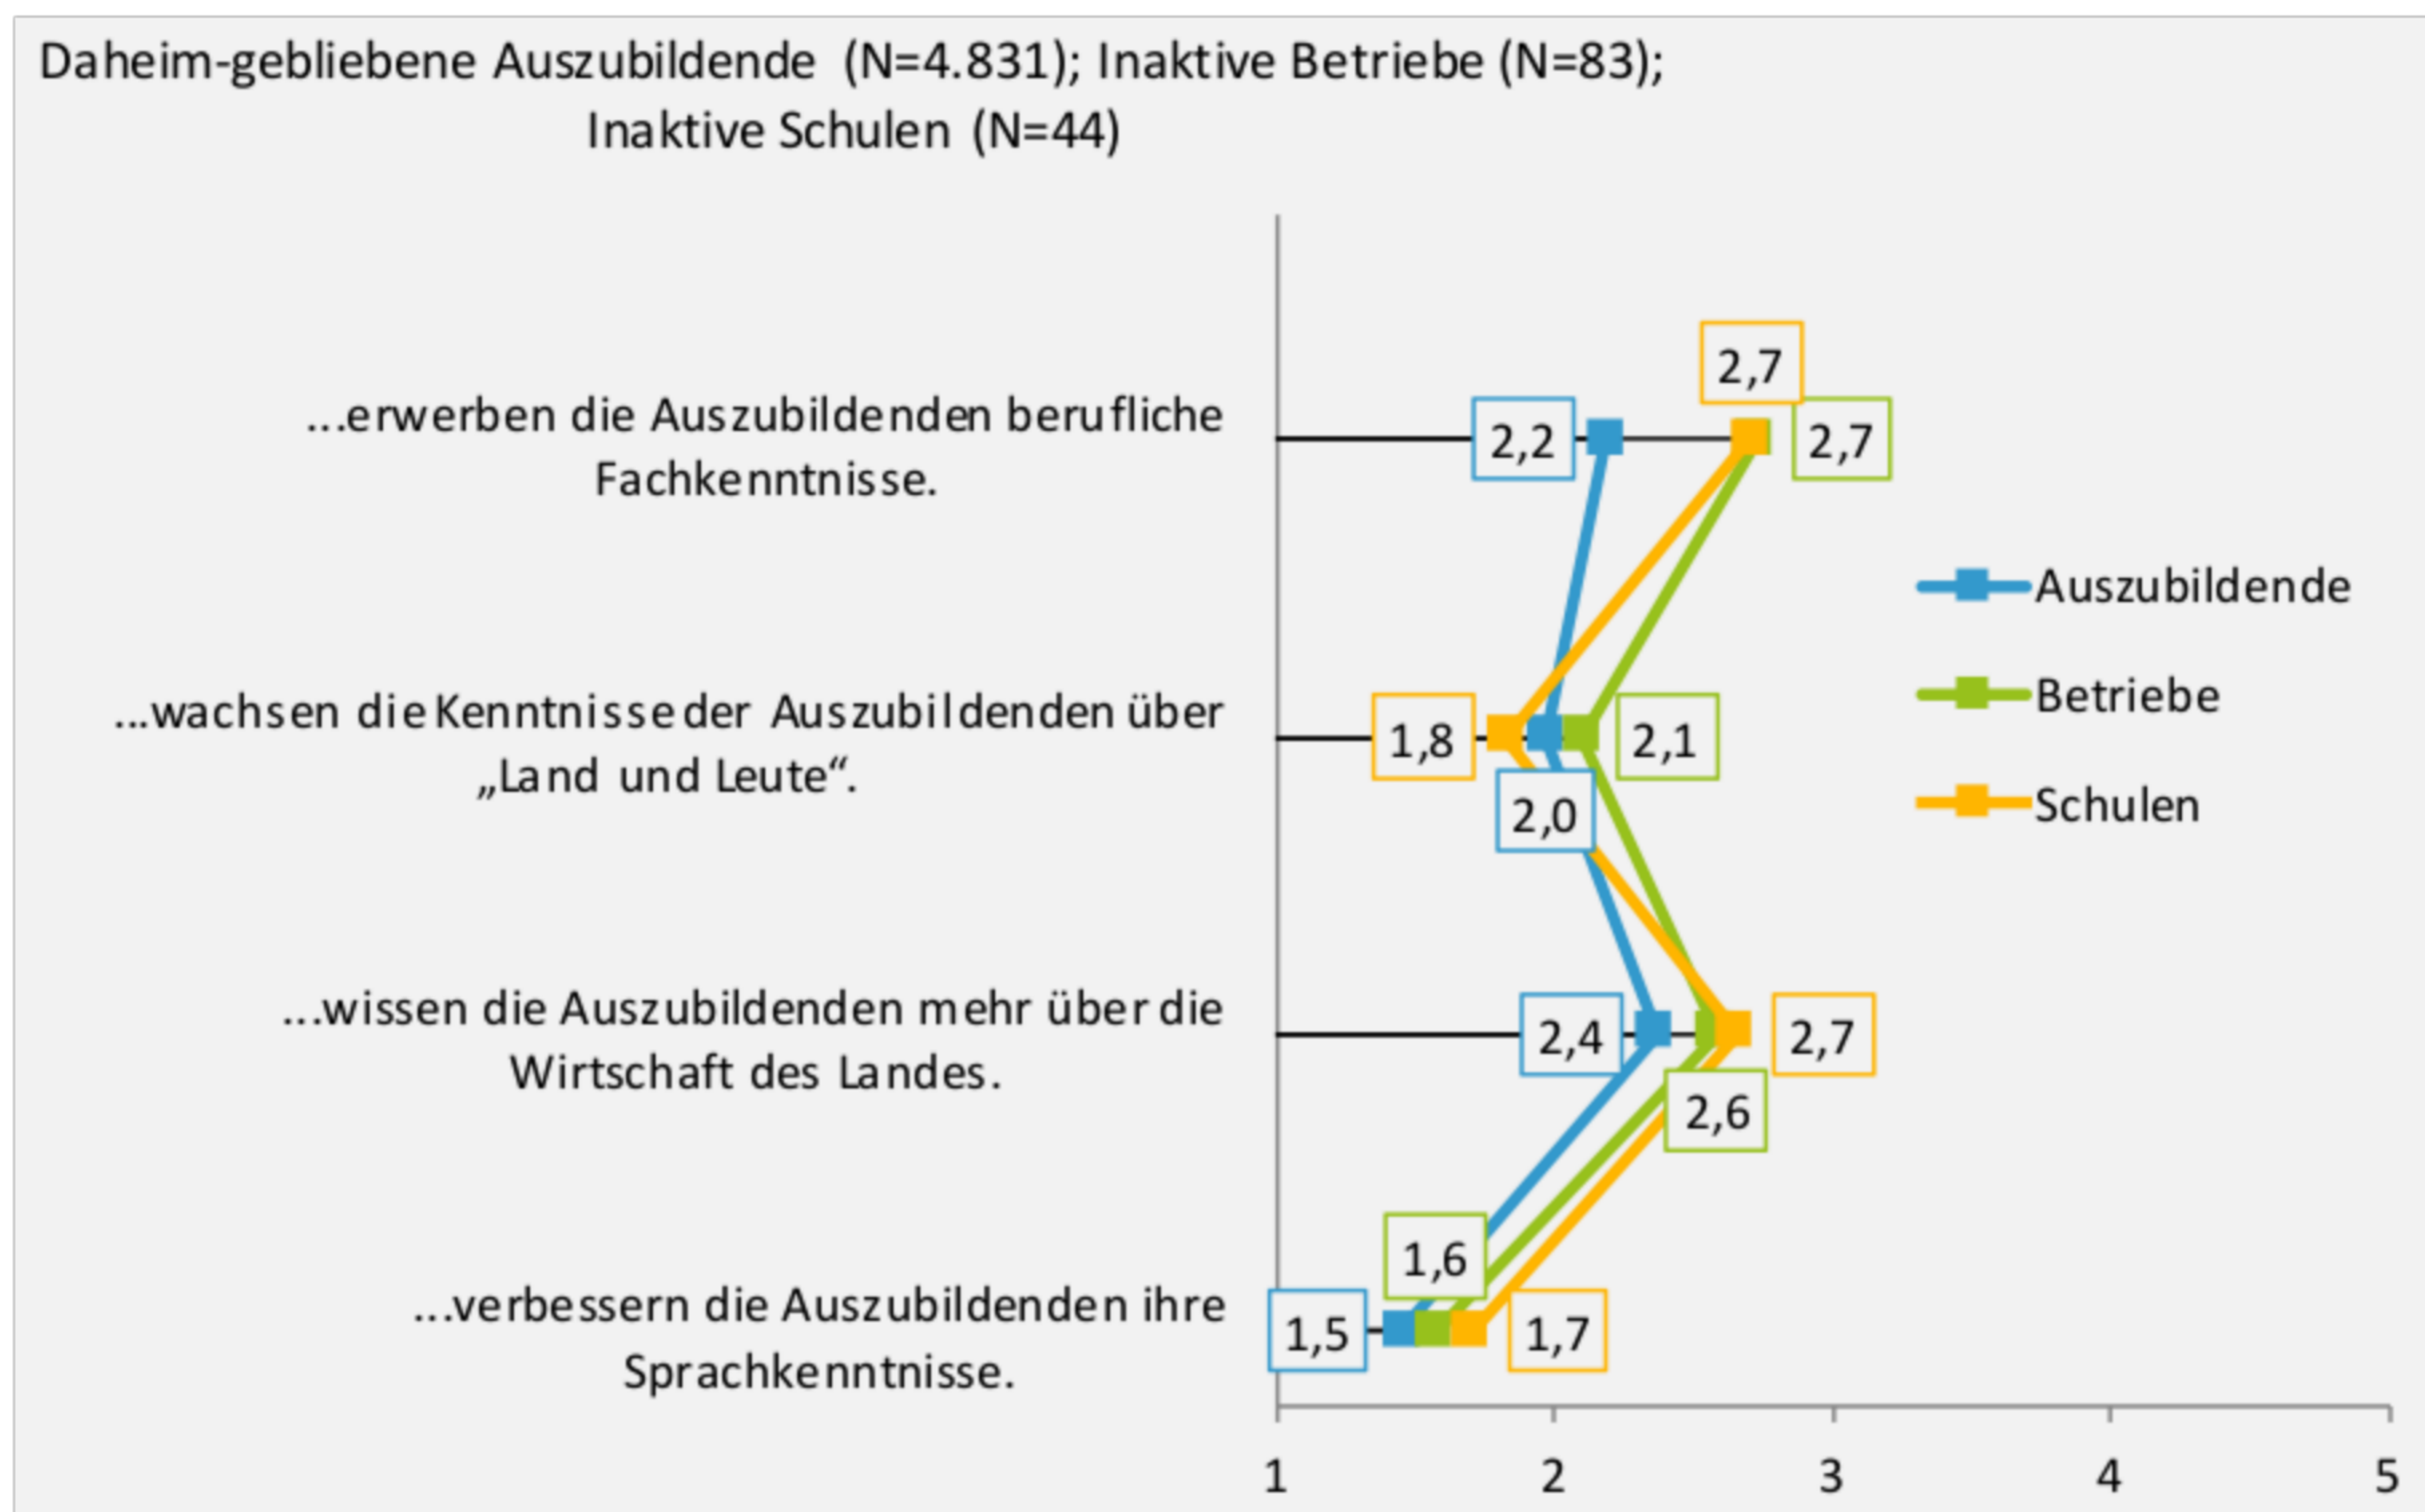 Daheim-gebliebene Auszubildende (N=4.831); Inaktive Betriebe (N=83);
Inaktive Schulen (N=44)
2,7
...erwerben die Auszubildenden berufliche
Fachkenntnisse.
2,2
2,7
Auszubildende
Betriebe
Schulen
...wachsen die Kenntnisse der Auszubildenden über
„Land und Leute“.
1,8
2,1
2,0
...wissen die Auszubildenden mehr über die
Wirtschaft des Landes.
2,4
2,7
2,6
1,6
...verbessern die Auszubildenden ihre
Sprachkenntnisse.
1,5
1,7
1 2 3 4 5